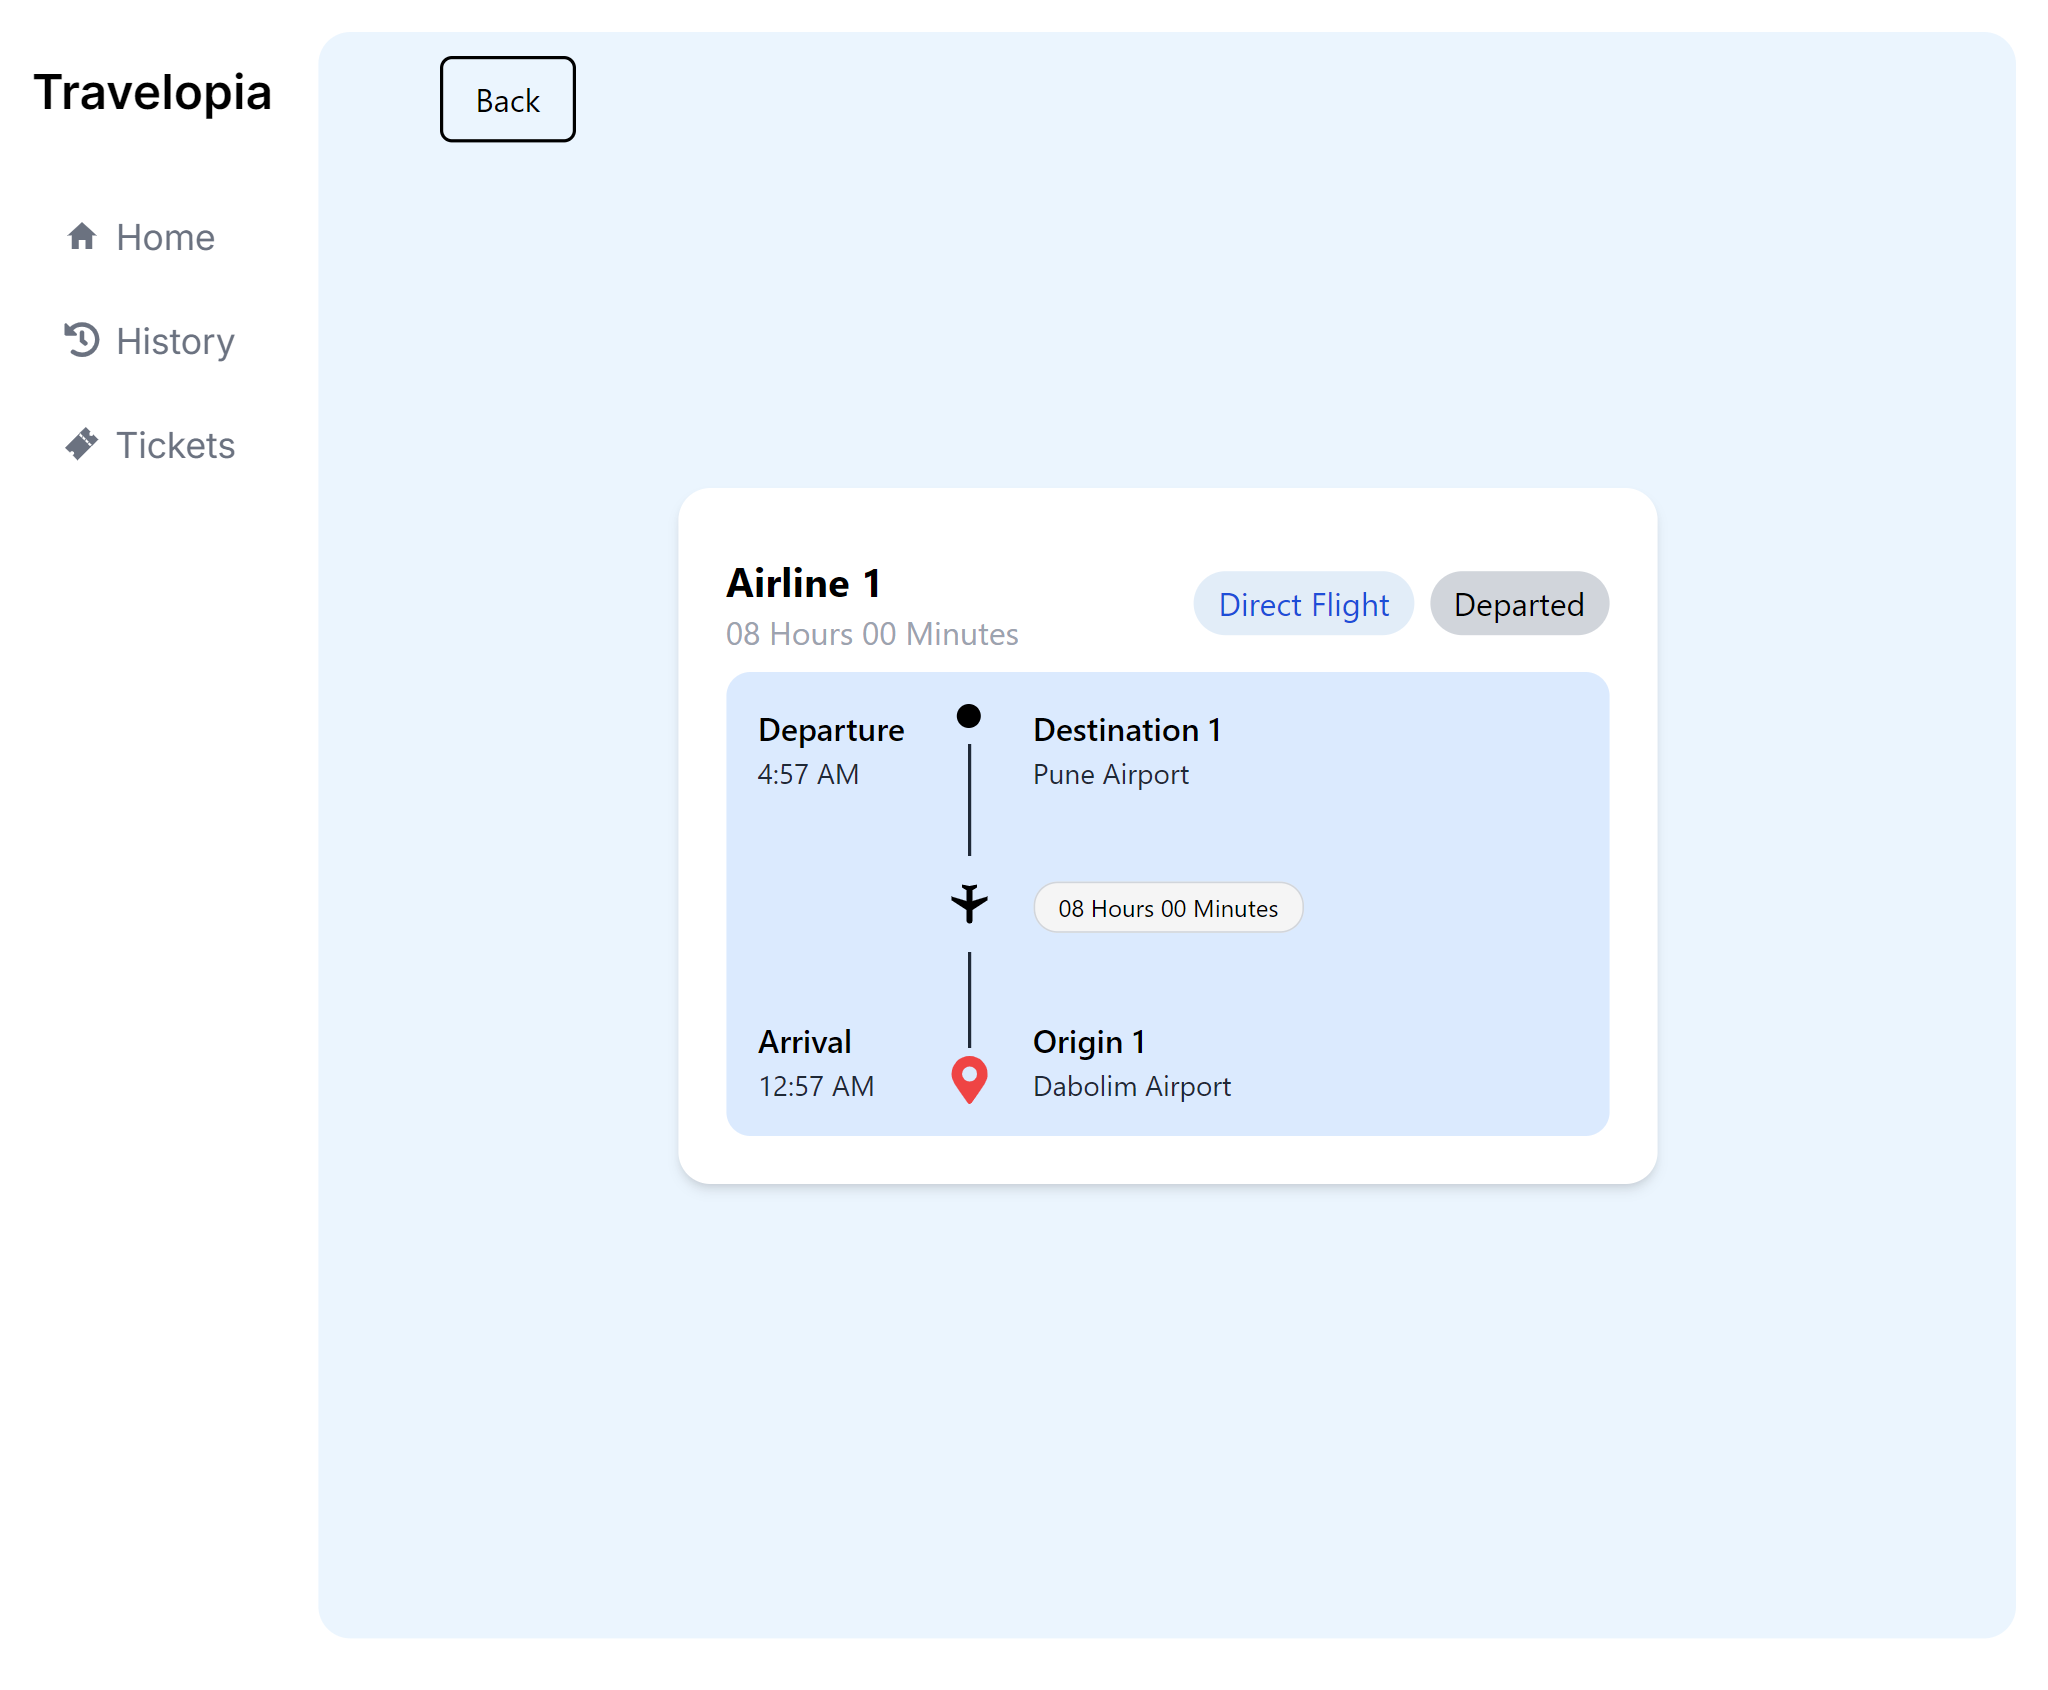 Travelopia
Home
History
Tickets
Back
Airline 1
08 Hours 00 Minutes
Direct Flight
Departed
Departure
4:57 AM
Destination 1
Pune Airport
08 Hours 00 Minutes
Arrival
12:57 AM
Origin 1
Dabolim Airport